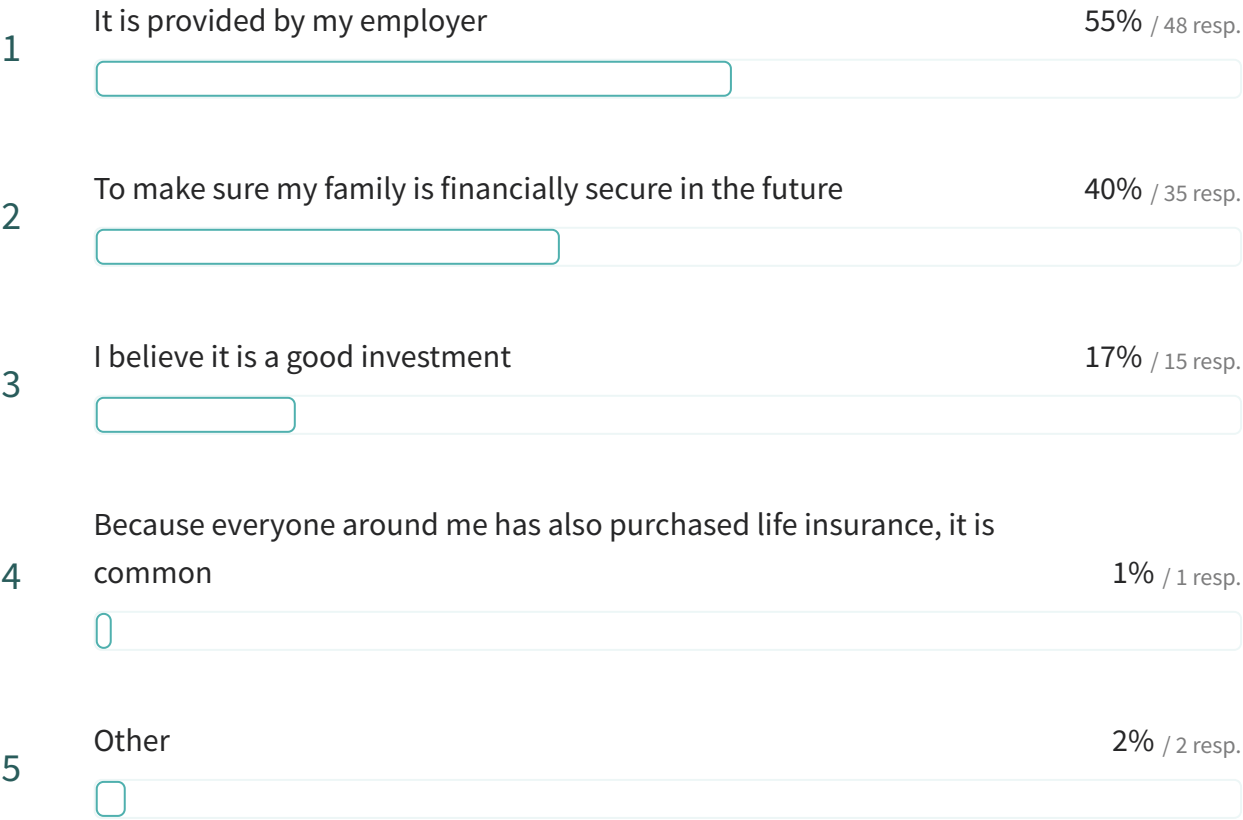 1
It is provided by my employer 55% / 48 resp.
2
To make sure my family is financially secure in the future 40% / 35 resp.
3
I believe it is a good investment 17% / 15 resp.
4
Because everyone around me has also purchased life insurance, it is
common 1% / 1 resp.
5
Other 2% / 2 resp.